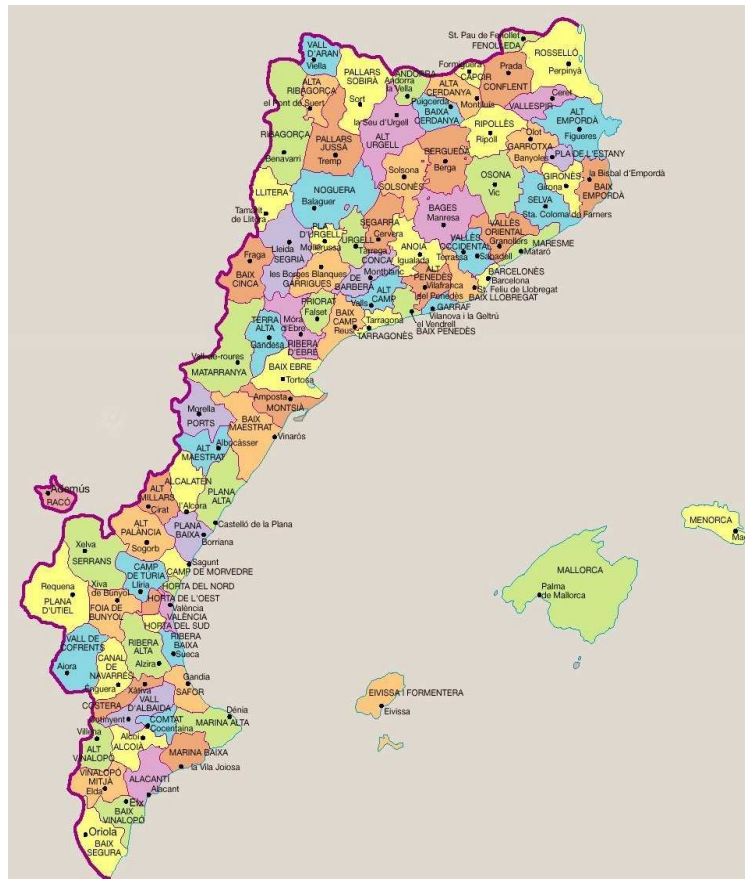 St. Pau de Fenollet
FENOLLEDA
ROSSELLÓ
Perpinyà
VALL
D'ARAN
Viella
PALLARS
SOBIRÀ
Sort
ALTA
RIBAGORÇA
el Pont de Suert
ANDORRA
Andorra
la Vella
Formiguera
CAPCIR
Prada
CONFLENT
ALTA
CERDANYA
Montlluís
Ceret
VALLESPIR
Puigcerdà
BAIXA
CERDANYA
la Seu d'Urgell
ALT
URGELL
ALT
EMPORDÀ
Figueres
RIPOLLÈS
Ripoll
Olot
GARROTXA
Banyoles
PLA DE L'ESTANY
RIBAGORÇA
Benavarri
PALLARS
JUSSÀ
Tremp
BERGUEDÀ
Berga
Solsona
SOLSONÈS
OSONA
Vic
GIRONÈS
Girona
la Bisbal d'Empordà
BAIX
EMPORDÀ
SELVA
Sta. Coloma de Farners
LLITERA
Tamarit
de Llitera
NOGUERA
Balaguer
BAGES
Manresa
SEGARRA
Cervera
PLA
D'URGELL
Mollerussa
URGELL
Tàrrega
ANOIA
Igualada
VALLÈS
ORIENTAL
Granollers
VALLÈS
OCCIDENTAL
Terrassa
Sabadell
MARESME
Mataró
Lleida
SEGRIÀ
Fraga
BAIX
CINCA
les Borges Blanques
GARRIGUES
CONCA
DE
BARBERÀ
Montblanc
ALT
PENEDÈS
Vilafranca
del Penedès
BARCELONÈS
Barcelona
St. Feliu de Llobregat
BAIX LLOBREGAT
GARRAF
Vilanova i la Geltrú
el Vendrell
BAIX PENEDÈS
ALT
CAMP
Valls
PRIORAT
Falset
BAIX
CAMP
Reus
Tarragona
TARRAGONÈS
TERRA
ALTA
Gandesa
Móra
d'Ebre
RIBERA
D'EBRE
Vall-de-roures
MATARRANYA
BAIX EBRE
Tortosa
Amposta
MONTSIÀ
Morella
PORTS
BAIX
MAESTRAT
Vinaròs
ALT
MAESTRAT
Albocàsser
Ademús
RACÓ
ALT
MILLARS
Cirat
ALCALATEN
l'Alcora
PLANA
ALTA
Castelló de la Plana
ALT
PALÀNCIA
Sogorb
PLANA
BAIXA
Borriana
Xelva
SERRANS
Sagunt
CAMP DE MORVEDRE
CAMP
DE TÚRIA
Llíria
HORTA DEL NORD
HORTA DE L'OEST
València
VALÈNCIA
HORTA DEL SUD
Requena
PLANA
D'UTIEL
Xiva
de Bunyol
FOIA DE
BUNYOL
VALL DE
COFRENTS
Aiora
CANAL
DE
NAVARRÉS
Énguera
RIBERA
ALTA
Alzira
RIBERA
BAIXA
Sueca
Gandia
SAFOR
Xàtiva
COSTERA
VALL
D'ALBAIDA
Ontinyent
COMTAT
Cocentaina
Dénia
MARINA ALTA
Villena
ALT
VINALOPÓ
Alcoi
ALCOIÀ
MARINA BAIXA
la Vila Joiosa
VINALOPÓ
MITJÀ
Elda
ALACANTÍ
Alacant
Elx
BAIX
VINALOPÓ
Oriola
BAIX
SEGURA
MENORCA
MALLORCA
Palma
de Mallorca
EIVISSA I FORMENTERA
Eivissa